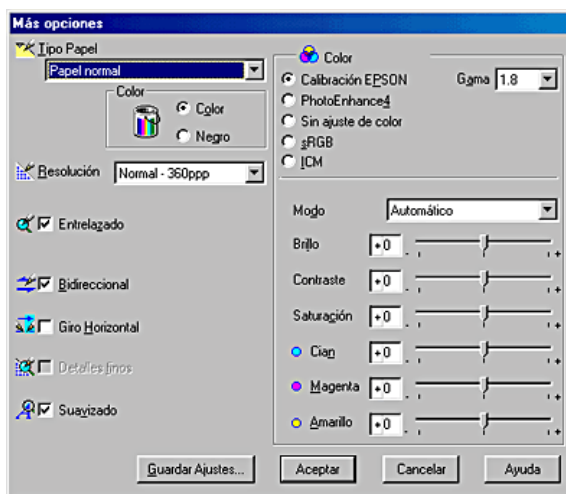 Más opciones
Tipo Papel
Papel normal
Color
Color
Negro
Resolución Normal - 360ppp
Entrelazado
Bidireccional
Giro Horizontal
Detalles finos
Suavizado
Color
Calibración EPSON
Gama 1.8
PhotoEnhance4
Sin ajuste de color
sRGB
ICM
Modo Automático
Brillo +0 - +
Contraste +0 - +
Saturación +0 - +
Cian +0 - +
Magenta +0 - +
Amarillo +0 - +
Guardar Ajustes...
Aceptar
Cancelar
Ayuda